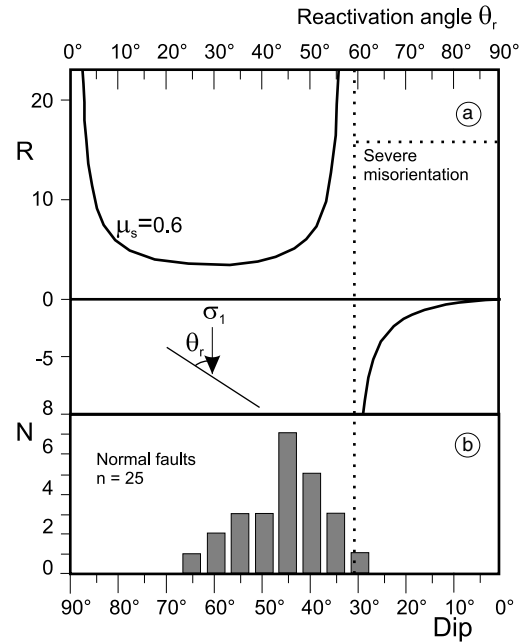 Reactivation angle θr
0° 10° 20° 30° 40° 50° 60° 70° 80° 90°
20
R
10
0
-5
8
ⓐ
Severe
misorientation
μs=0.6
σ1
θr
N
6
4
2
0
ⓑ
Normal faults
n = 25
90° 80° 70° 60° 50° 40° 30° 20° 10° 0°
Dip